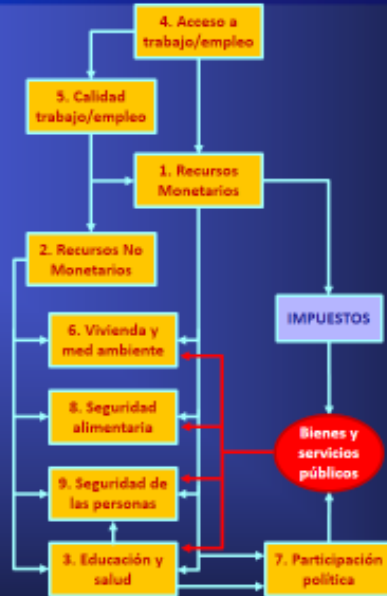 4. Acceso a
trabajo/empleo
5. Calidad
trabajo/empleo
1. Recursos
Monetarios
2. Recursos No
Monetarios
IMPUESTOS
6. Vivienda y
med ambiente
8. Seguridad
alimentaria
Bienes y
servicios
públicos
9. Seguridad de
las personas
3. Educación y
salud
7. Participación
política